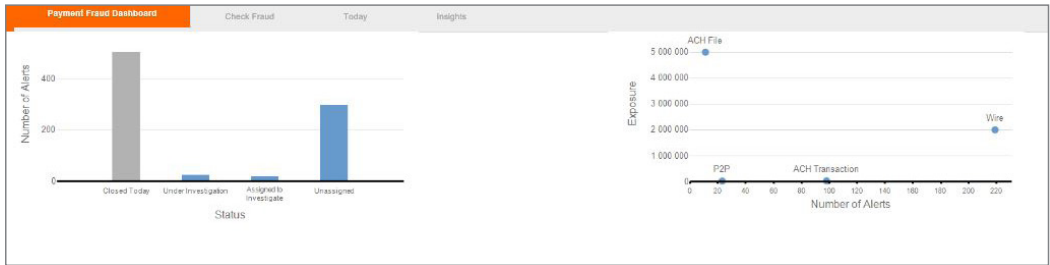 Payment Fraud Dashboard
Check Fraud
Today
Insights
Number of Alerts
400
200
0
Closed Today
Under Investigation
Assigned to
Investigate
Unassigned
Status
Exposure
5 000 000
4 000 000
3 000 000
2 000 000
1 000 000
0
ACH File
Wire
P2P
ACH Transaction
0 20 40 60 80 100 120 140 160 180 200 220
Number of Alerts